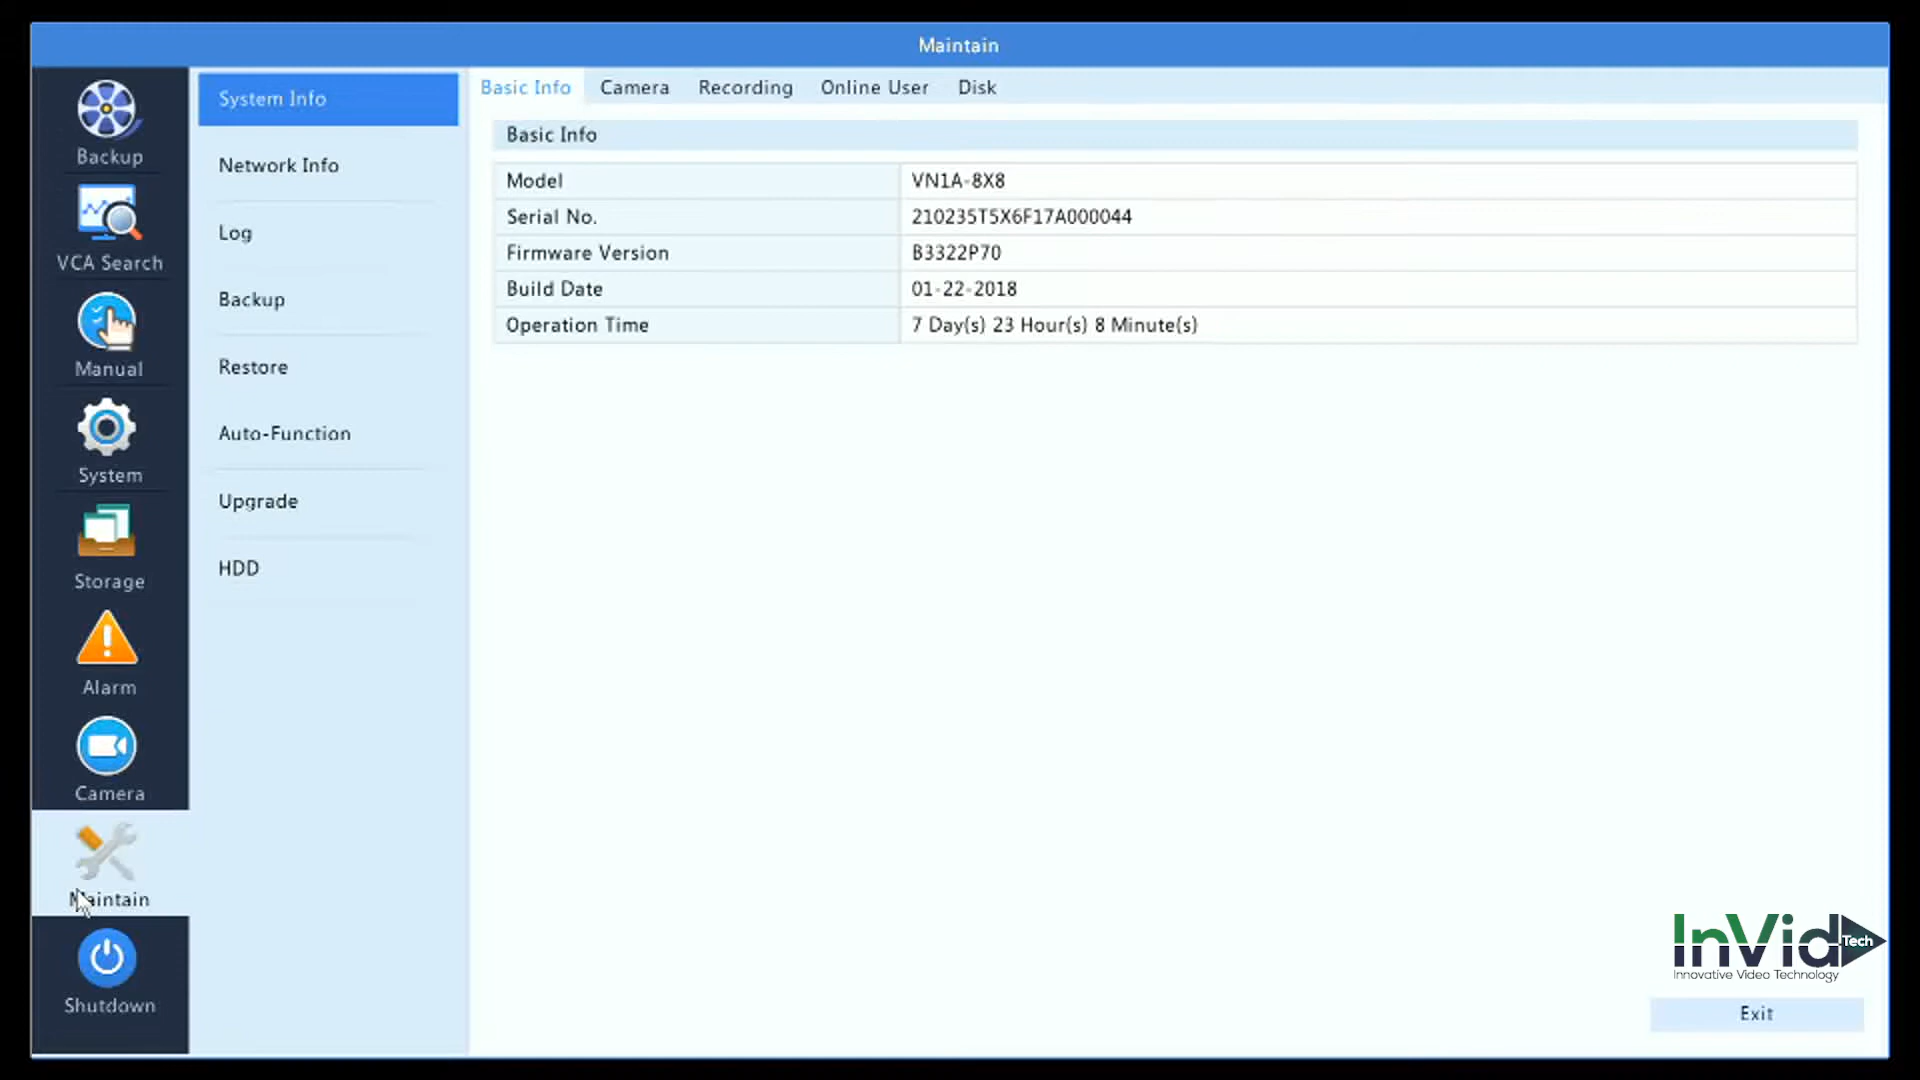 Maintain
Backup
VCA Search
Manual
System
Storage
Alarm
Camera
Maintain
Shutdown
System Info
Network Info
Log
Backup
Restore
Auto-Function
Upgrade
HDD
Basic Info Camera Recording Online User Disk
Basic Info
Model VN1A-8X8
Serial No. 210235T5X6F17A000044
Firmware Version B3322P70
Build Date 01-22-2018
Operation Time 7 Day(s) 23 Hour(s) 8 Minute(s)
InVid Tech
Innovative Video Technology
Exit